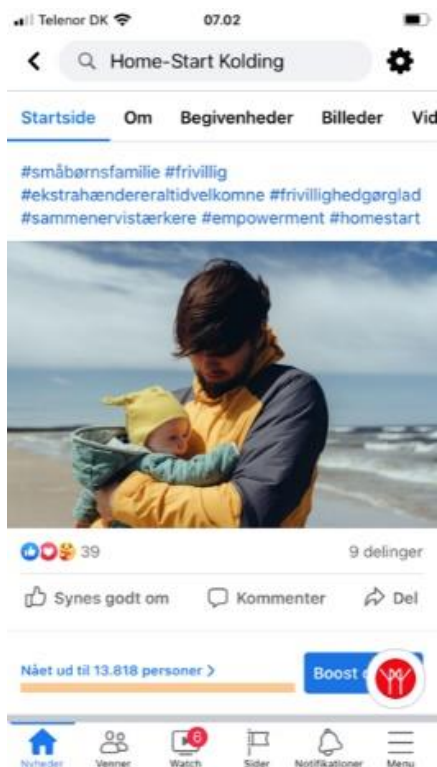 Telenor DK 07.02
Home-Start Kolding
Startside Om Begivenheder Billeder Vid
#småbørnsfamilie #frivillig
#ekstrahændereraltidvelkomne #frivillighedgørglad
#sammenervistærkere #empowerment #homestart
39 9 delinger
Synes godt om Kommenter Del
Nået ud til 13.818 personer > Boost
6
Nyheder Venner Watch Sider Notifikationer Menu